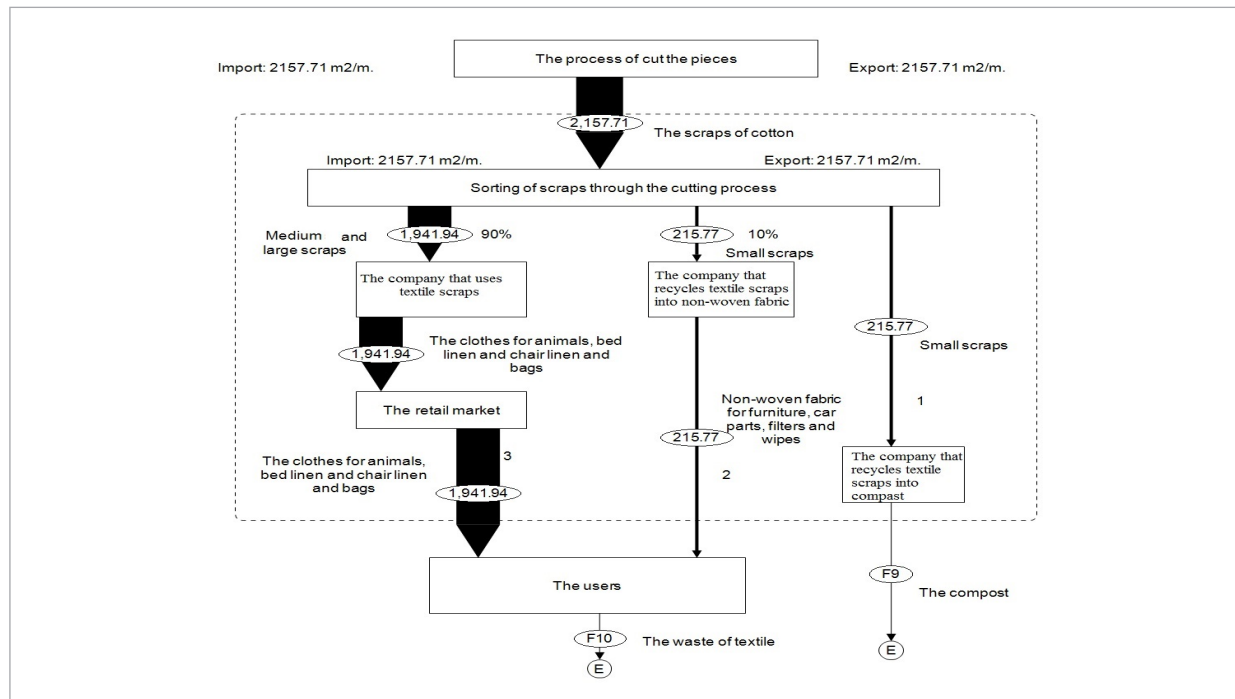 The process of cut the pieces
Import: 2157.71 m2/m.
Export: 2157.71 m2/m.
2,157.71
The scraps of cotton
Import: 2157.71 m2/m.
Export: 2157.71 m2/m.
Sorting of scraps through the cutting process
Medium and
large scraps
1,941.94
90%
215.77
10%
Small scraps
The company that uses
textile scraps
The company that
recycles textile scraps
into non-woven fabric
215.77
Small scraps
1,941.94
The clothes for animals, bed
linen and chair linen and
bags
The retail market
Non-woven fabric
for furniture, car
parts, filters and
wipes
1
215.77
2
3
The clothes for animals,
bed linen and chair linen
and bags
1,941.94
The company that
recycles textile
scraps into
compast
The users
F9
The compost
F10
The waste of textile
E
E